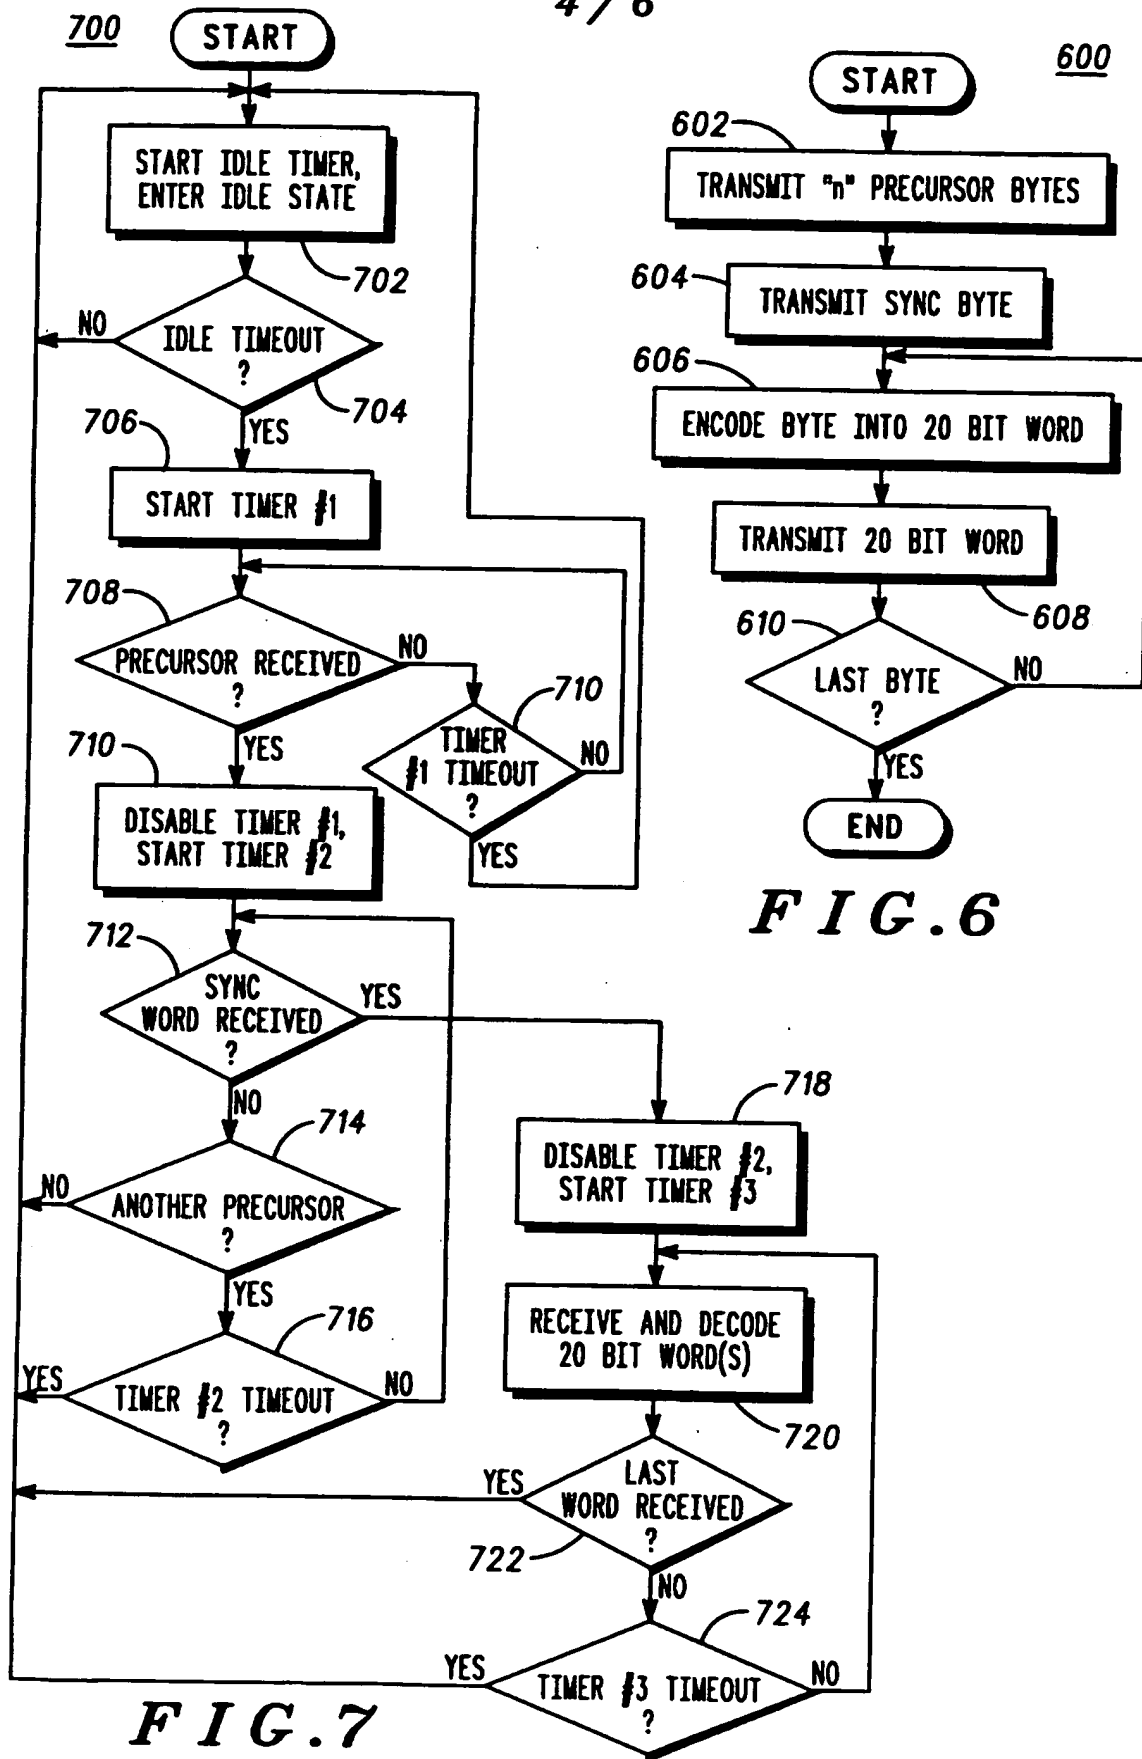 4/6
700
START
START IDLE TIMER,
ENTER IDLE STATE
702
NO
IDLE TIMEOUT
?
704
YES
706
START TIMER #1
708
PRECURSOR RECEIVED
?
NO
YES
710
TIMER
#1 TIMEOUT
?
NO
YES
710
DISABLE TIMER #1,
START TIMER #2
712
SYNC
WORD RECEIVED
?
YES
NO
714
NO
ANOTHER PRECURSOR
?
YES
716
YES
TIMER #2 TIMEOUT
?
NO
718
DISABLE TIMER #2,
START TIMER #3
RECEIVE AND DECODE
20 BIT WORD(S)
720
YES
LAST
WORD RECEIVED
?
722
NO
724
YES
TIMER #3 TIMEOUT
?
NO
FIG.7
600
START
602
TRANSMIT "n" PRECURSOR BYTES
604
TRANSMIT SYNC BYTE
606
ENCODE BYTE INTO 20 BIT WORD
TRANSMIT 20 BIT WORD
608
610
LAST BYTE
?
NO
YES
END
FIG.6